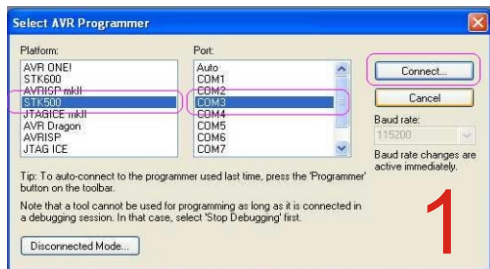 Select AVR Programmer
Platform:
AVR ONE!
STK600
AVRISP mkII
STK500
JTAGICE mkII
AVR Dragon
AVRISP
JTAG ICE
Port:
Auto
COM1
COM2
COM3
COM4
COM5
COM6
COM7
Connect...
Cancel
Baud rate:
115200
Baud rate changes are
active immediately.
Tip: To auto-connect to the programmer used last time, press the 'Programmer'
button on the toolbar.
Note that a tool cannot be used for programming as long as it is connected in
a debugging session. In that case, select 'Stop Debugging' first.
Disconnected Mode...
1